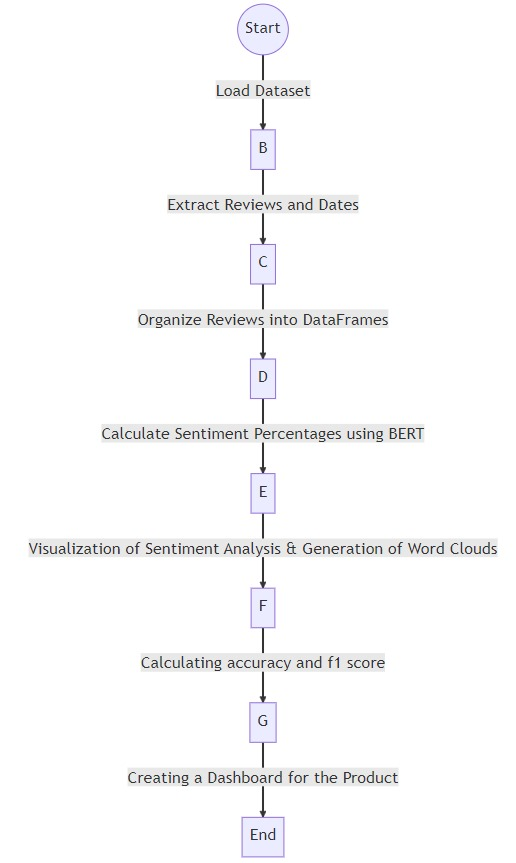 Start
Load Dataset
B
Extract Reviews and Dates
C
Organize Reviews into DataFrames
D
Calculate Sentiment Percentages using BERT
E
Visualization of Sentiment Analysis & Generation of Word Clouds
F
Calculating accuracy and f1 score
G
Creating a Dashboard for the Product
End